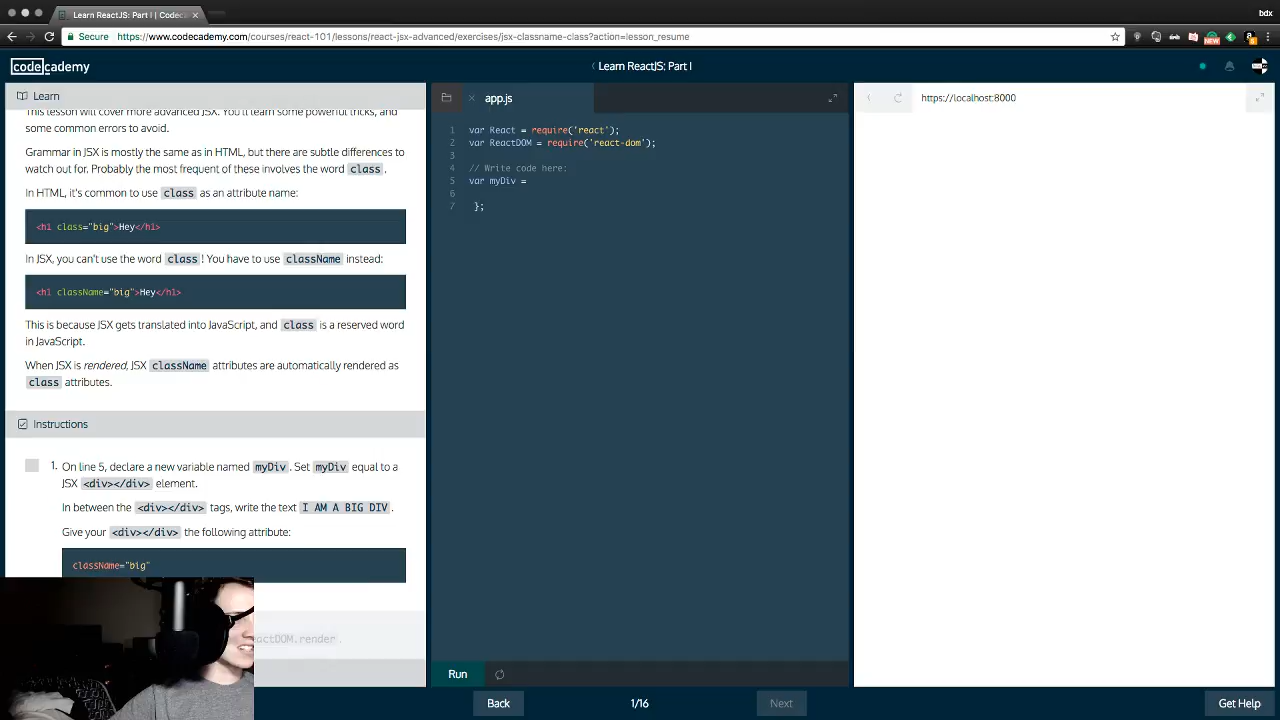 Learn ReactJS: Part I | Codec
bdx
Secure https://www.codecademy.com/courses/react-101/lessons/react-jsx-advanced/exercises/jsx-classname-class?action=lesson_resume
NEW
codecademy
Learn ReactJS: Part I
Learn
This lesson will cover more advanced JSX. You'll learn some powerful tricks, and
some common errors to avoid.
Grammar in JSX is mostly the same as in HTML, but there are subtle differences to
watch out for. Probably the most frequent of these involves the word class.
In HTML, it's common to use class as an attribute name:
<h1 class="big">Hey</h1>
In JSX, you can't use the word class! You have to use className instead:
<h1 className="big">Hey</h1>
This is because JSX gets translated into JavaScript, and class is a reserved word
in JavaScript.
When JSX is rendered, JSX className attributes are automatically rendered as
class attributes.
Instructions
1. On line 5, declare a new variable named myDiv. Set myDiv equal to a
JSX <div></div> element.
In between the <div></div> tags, write the text I AM A BIG DIV.
Give your <div></div> the following attribute:
className="big"
eactDOM.render.
app.js
1 var React = require('react');
2 var ReactDOM = require('react-dom');
3
4 // Write code here:
5 var myDiv =
6
7 };
Run
https://localhost:8000
Back
1/16
Next
Get Help